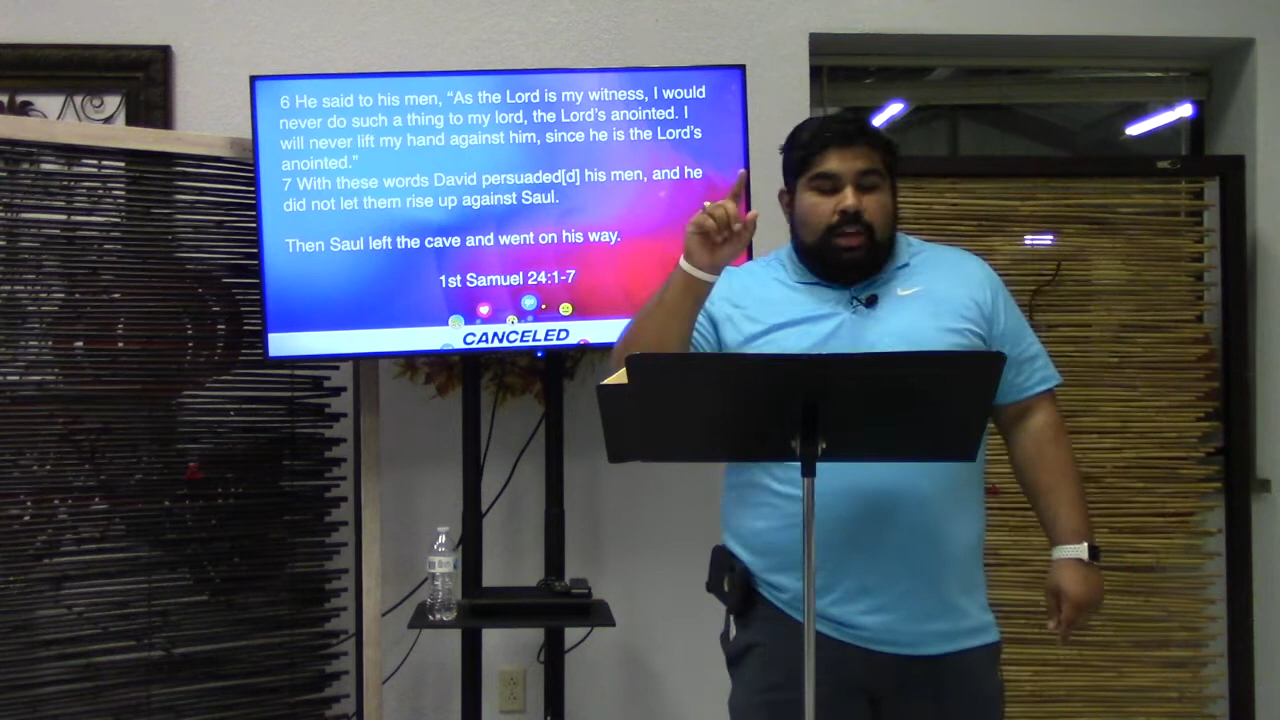 6 He said to his men, “As the Lord is my witness, I would
never do such a thing to my lord, the Lord’s anointed. I
will never lift my hand against him, since he is the Lord’s
anointed.”
7 With these words David persuaded[d] his men, and he
did not let them rise up against Saul.
Then Saul left the cave and went on his way.
1st Samuel 24:1-7
CANCELED